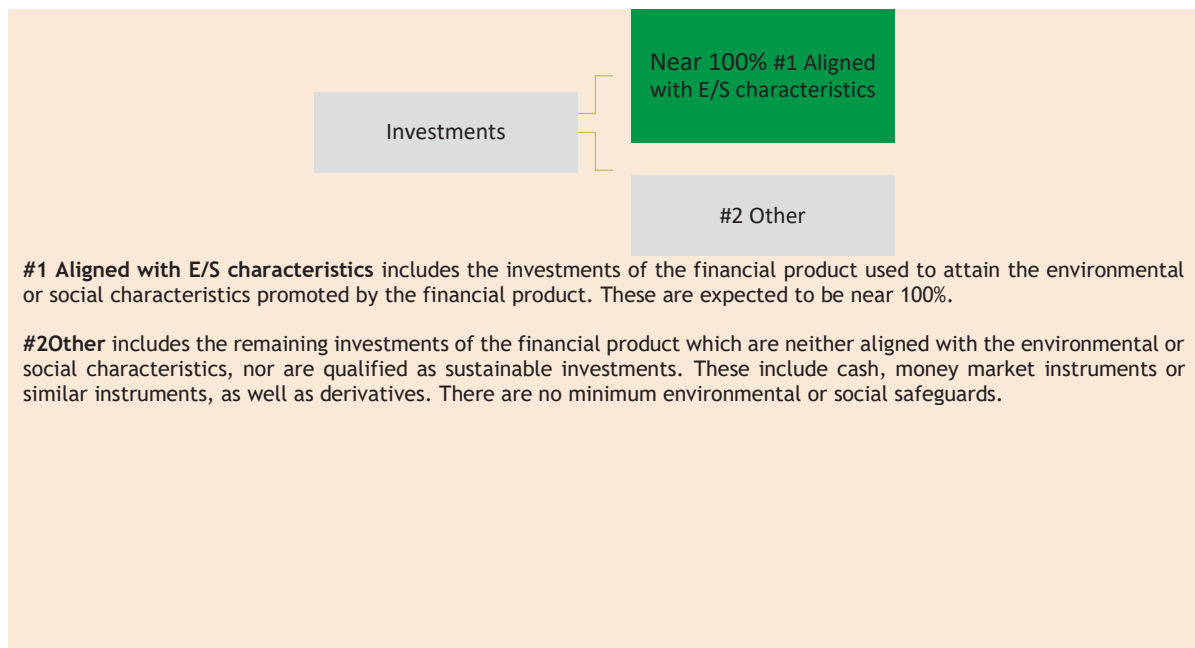 Near 100% #1 Aligned
with E/S characteristics
Investments
#2 Other
#1 Aligned with E/S characteristics includes the investments of the financial product used to attain the environmental
or social characteristics promoted by the financial product. These are expected to be near 100%.
#2Other includes the remaining investments of the financial product which are neither aligned with the environmental or
social characteristics, nor are qualified as sustainable investments. These include cash, money market instruments or
similar instruments, as well as derivatives. There are no minimum environmental or social safeguards.